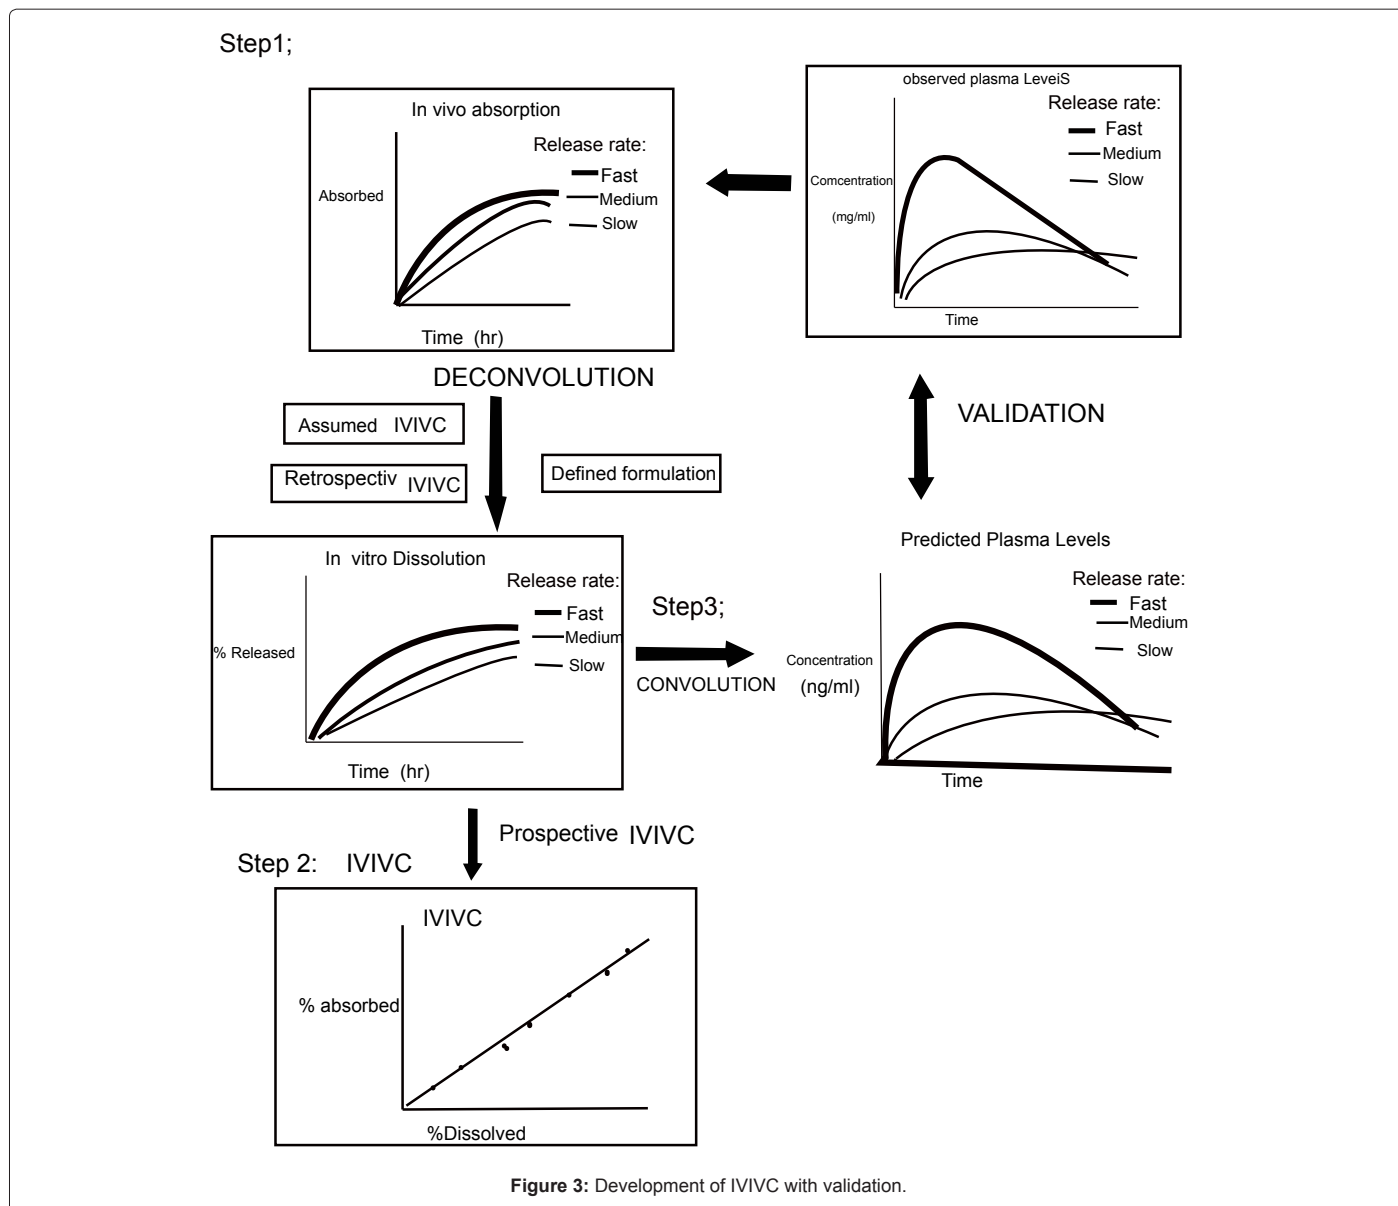 Step1;
In vivo absorption
Release rate:
Fast
Medium
Slow
Absorbed
Time (hr)
observed plasma LeveiS
Release rate:
Fast
Medium
Slow
Comcentration
(mg/ml)
Time
DECONVOLUTION
Assumed IVIVC
Retrospectiv IVIVC
Defined formulation
VALIDATION
In vitro Dissolution
Release rate:
Fast
Medium
Slow
% Released
Time (hr)
Step3;
CONVOLUTION
Predicted Plasma Levels
Release rate:
Fast
Medium
Slow
Concentration
(ng/ml)
Time
Prospective IVIVC
Step 2: IVIVC
IVIVC
% absorbed
%Dissolved
Figure 3: Development of IVIVC with validation.